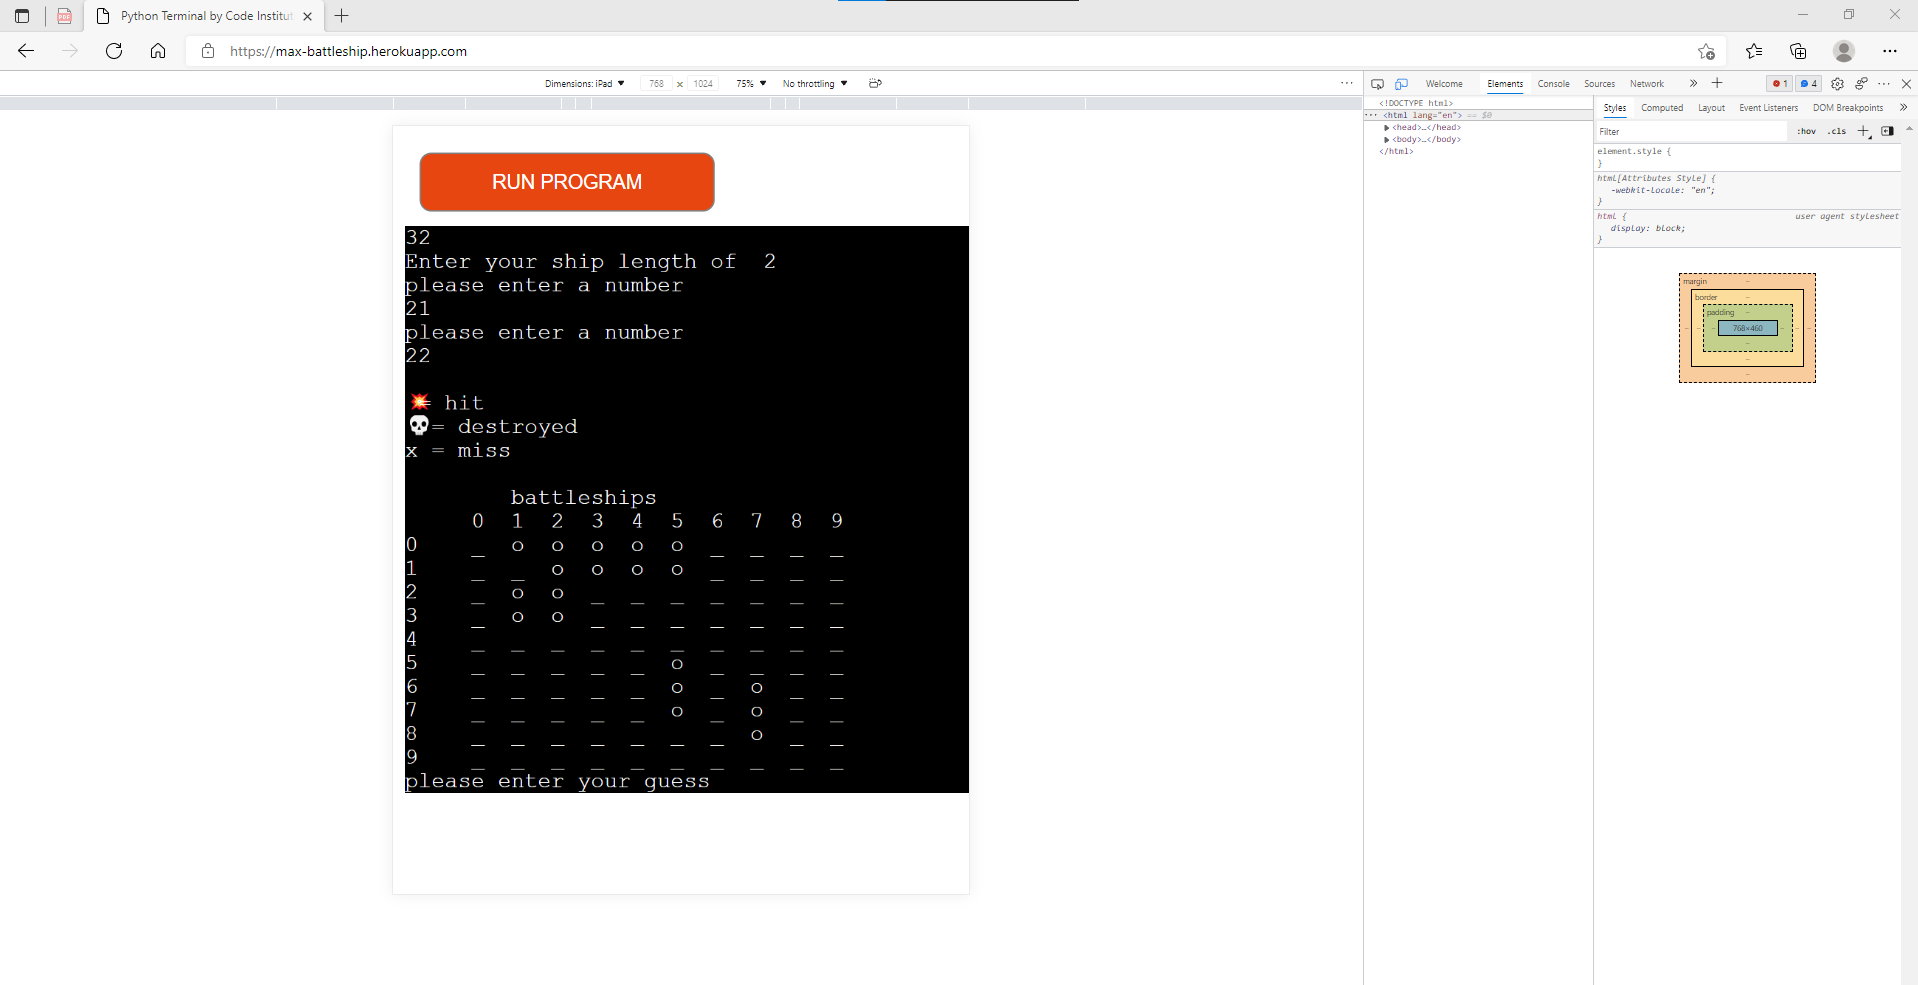 Python Terminal by Code Institut
https://max-battleship.herokuapp.com
Dimensions: iPad 768 x 1024 75% No throttling
Welcome Elements Console Sources Network 1 4
<!DOCTYPE html>
<html lang="en"> == $0
<head>…</head>
<body>…</body>
</html>
Styles Computed Layout Event Listeners DOM Breakpoints
Filter :hov .cls
element.style {
}
html[Attributes Style] {
-webkit-locale: "en";
}
html { user agent stylesheet
display: block;
}
margin -
border -
padding -
- - - 768×460 - - -
-
-
-
RUN PROGRAM
32
Enter your ship length of  2
please enter a number
21
please enter a number
22
💥= hit
💀= destroyed
x = miss
battleships
0 1 2 3 4 5 6 7 8 9
0 _ o o o o o _ _ _ _
1 _ _ o o o o _ _ _ _
2 _ o o _ _ _ _ _ _ _
3 _ o o _ _ _ _ _ _ _
4 _ _ _ _ _ _ _ _ _ _
5 _ _ _ _ _ o _ _ _ _
6 _ _ _ _ _ o _ o _ _
7 _ _ _ _ _ o _ o _ _
8 _ _ _ _ _ _ _ o _ _
9 _ _ _ _ _ _ _ _ _ _
please enter your guess